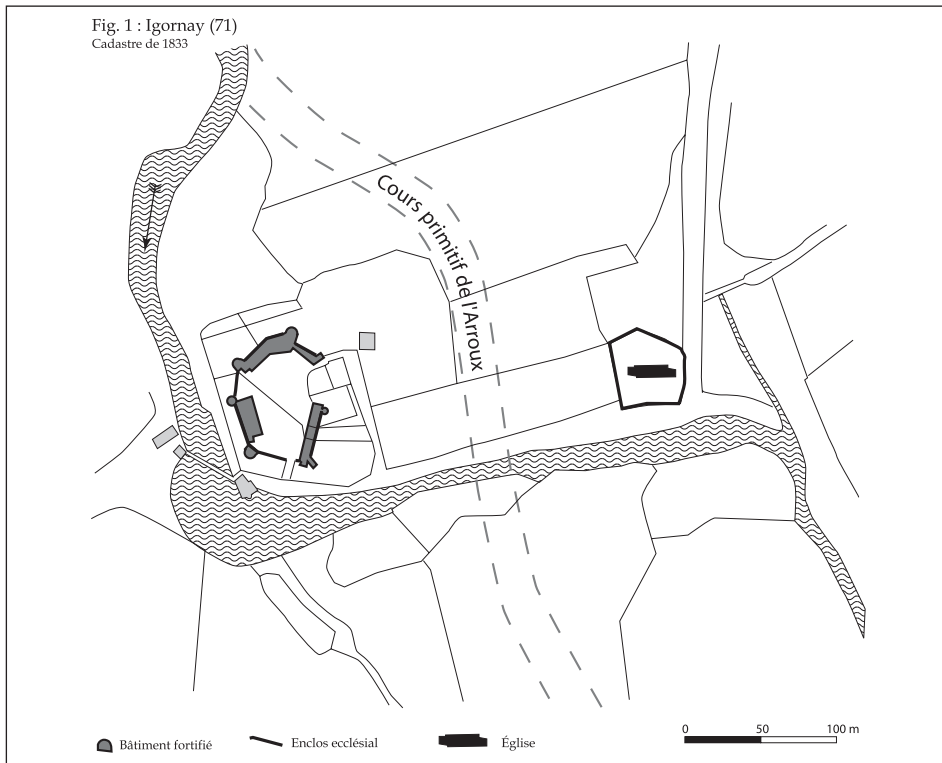 Fig. 1 : Igornay (71)
Cadastre de 1833
Cours primitif de l'Arroux
Bâtiment fortifié
Enclos ecclésial
Église
0 50 100 m